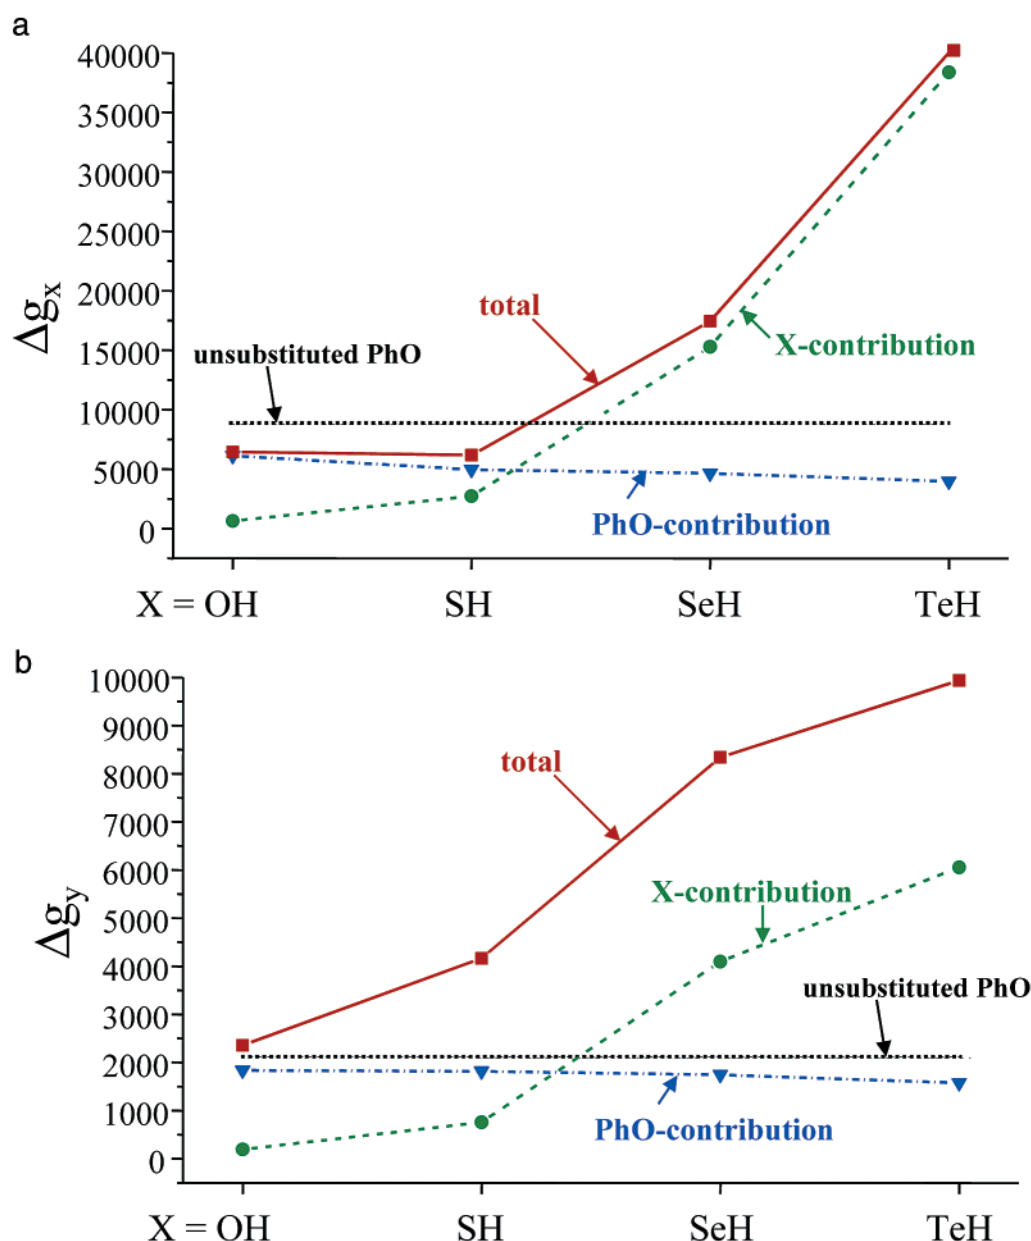 a
40000
35000
30000
25000
20000
15000
10000
5000
0
Δgx
total
unsubstituted PhO
X-contribution
PhO-contribution
X = OH SH SeH TeH
b
10000
9000
8000
7000
6000
5000
4000
3000
2000
1000
0
Δgy
total
X-contribution
unsubstituted PhO
PhO-contribution
X = OH SH SeH TeH